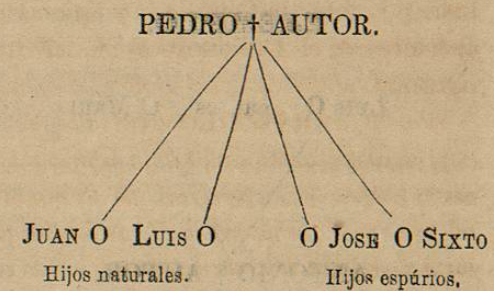 PEDRO † AUTOR.
JUAN O LUIS O O JOSE O SIXTO
Hijos naturales. Hijos espúrios.